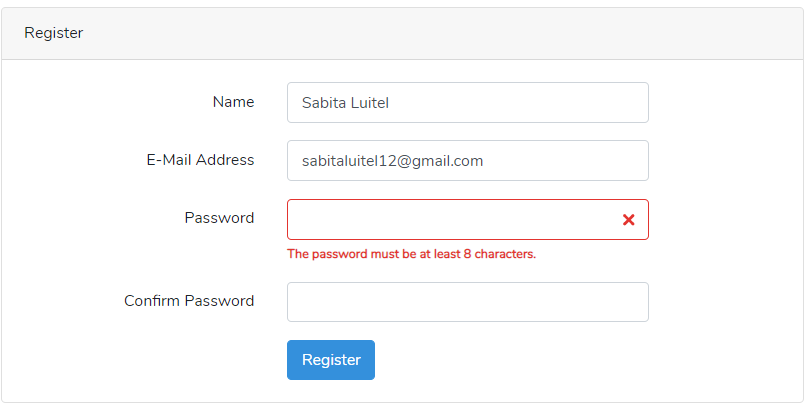 Register
Name Sabita Luitel
E-Mail Address sabitaluitel12@gmail.com
Password
The password must be at least 8 characters.
Confirm Password
Register